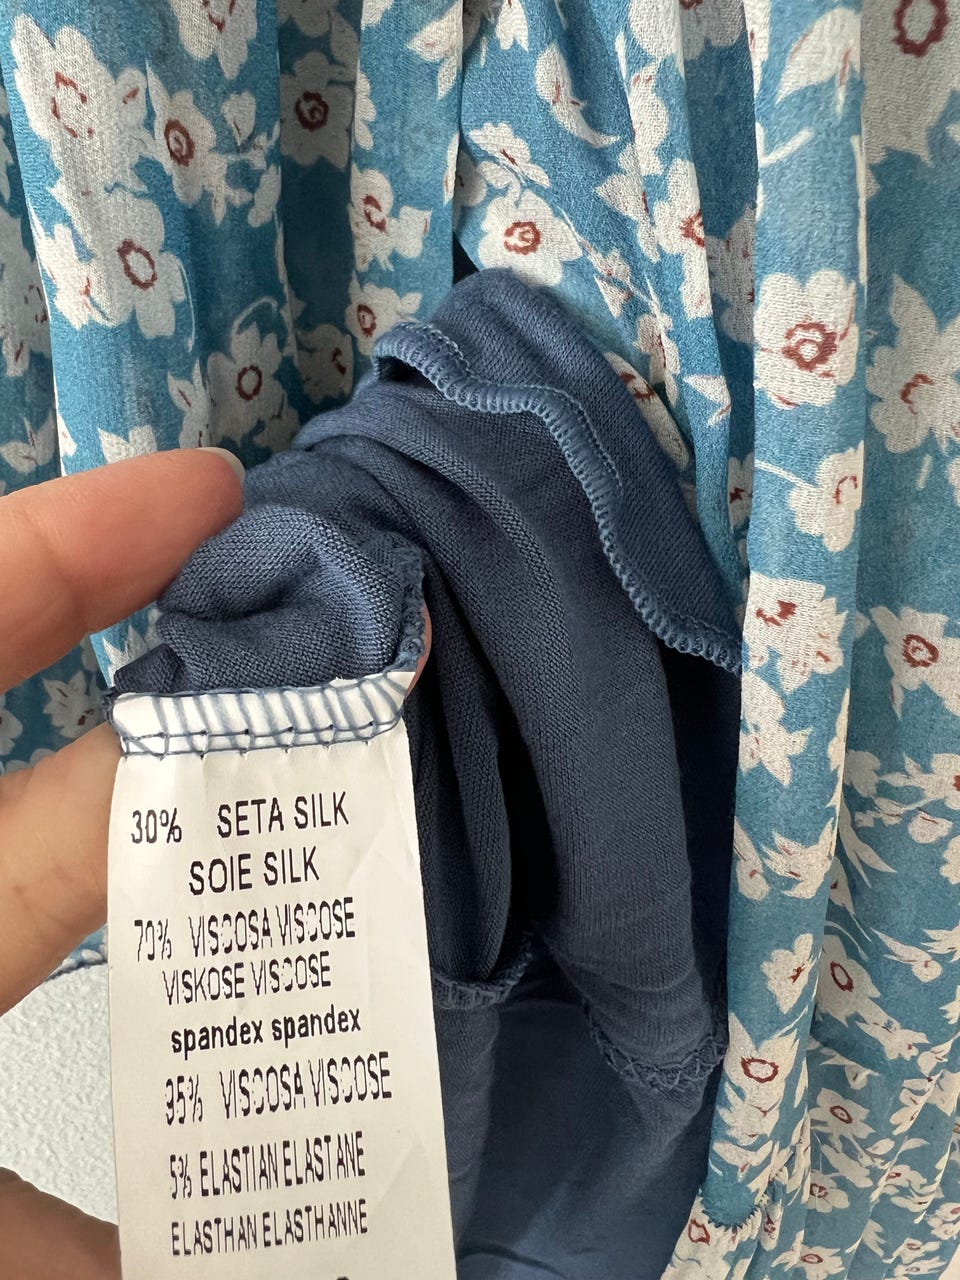 30% SETA SILK
SOIE SILK
70% VISCOSA VISCOSE
VISKOSE VISCOSE
spandex spandex
95% VISCOSA VISCOSE
5% ELASTIAN ELASTANE
ELASTHAN ELASTHANNE